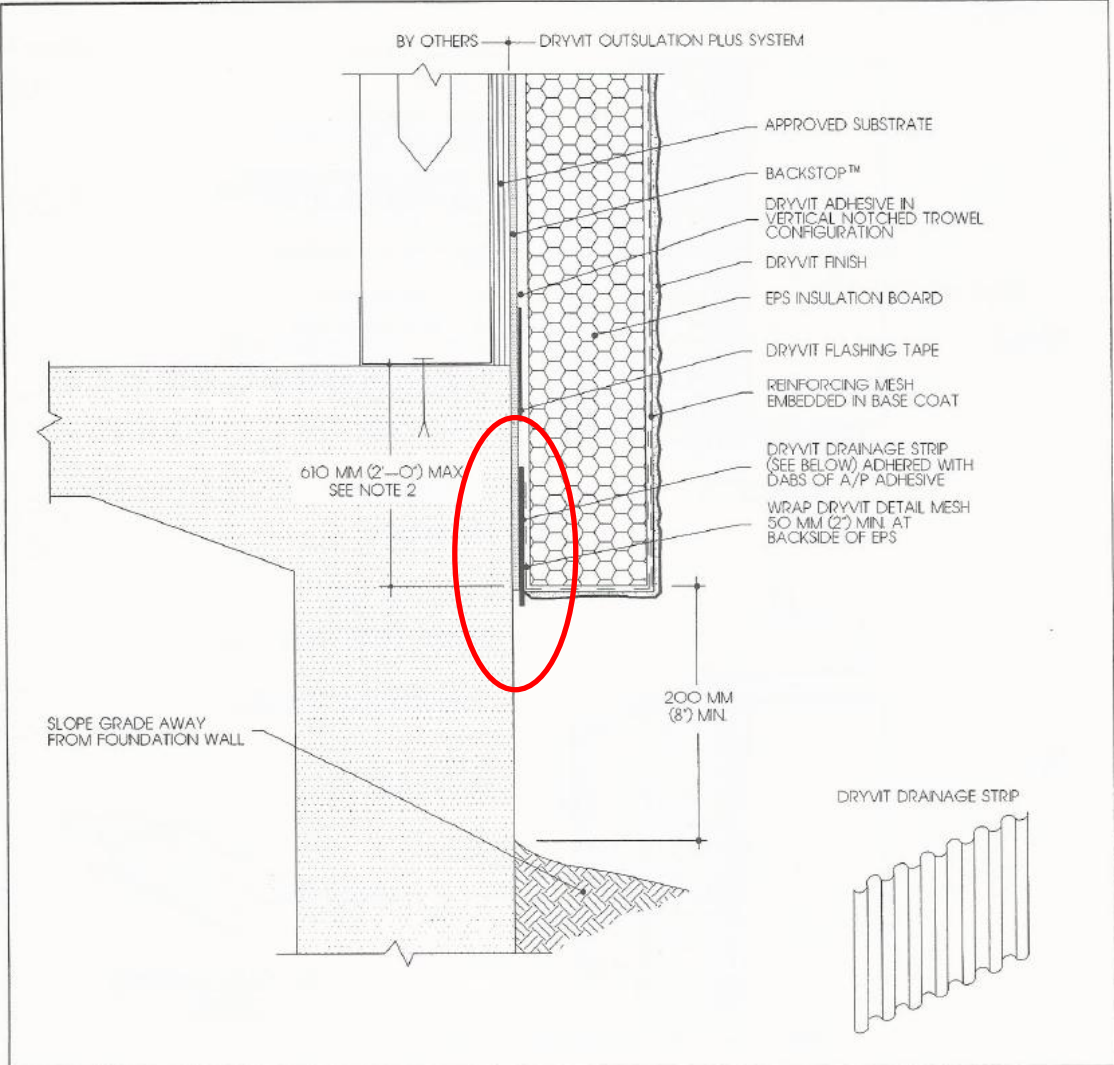 BY OTHERS
DRYVIT OUTSULATION PLUS SYSTEM
APPROVED SUBSTRATE
BACKSTOP™
DRYVIT ADHESIVE IN
VERTICAL NOTCHED TROWEL
CONFIGURATION
DRYVIT FINISH
EPS INSULATION BOARD
DRYVIT FLASHING TAPE
REINFORCING MESH
EMBEDDED IN BASE COAT
DRYVIT DRAINAGE STRIP
(SEE BELOW) ADHERED WITH
DABS OF A/P ADHESIVE
WRAP DRYVIT DETAIL MESH
50 MM (2") MIN. AT
BACKSIDE OF EPS
610 MM (2'—0") MAX
SEE NOTE 2
200 MM
(8") MIN.
SLOPE GRADE AWAY
FROM FOUNDATION WALL
DRYVIT DRAINAGE STRIP